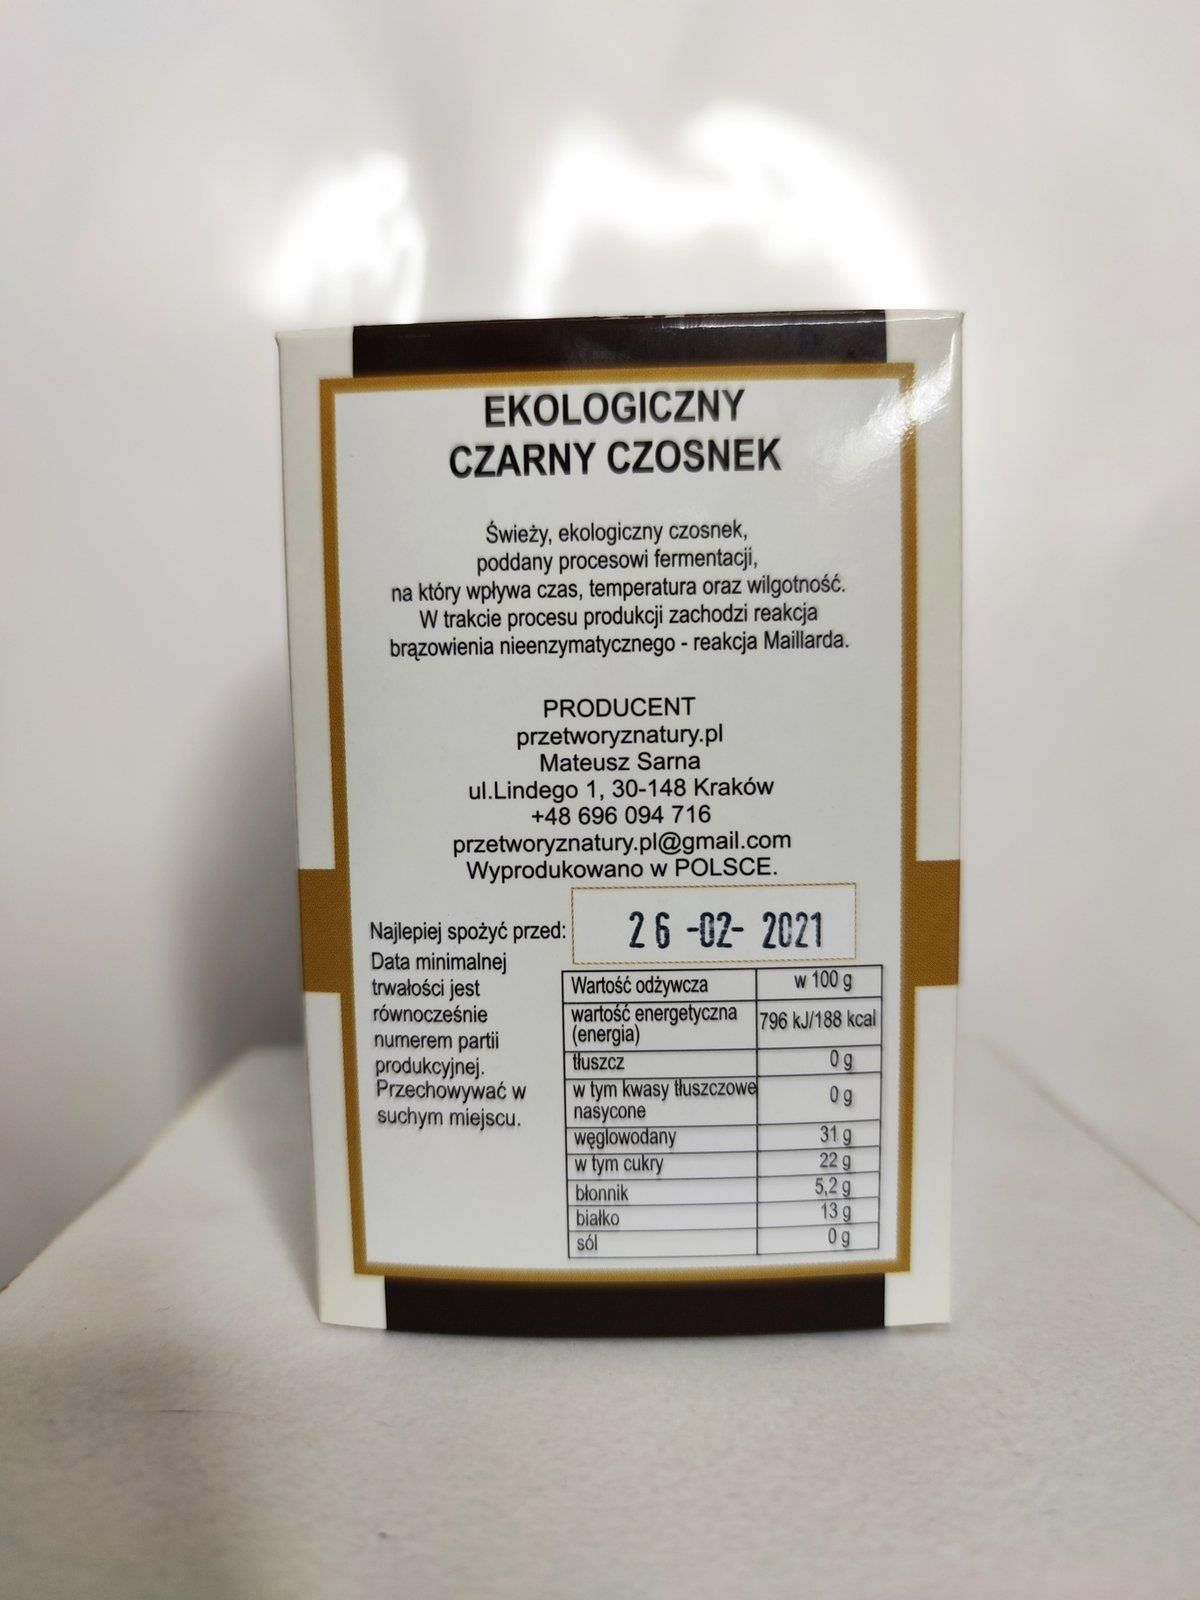 EKOLOGICZNY
CZARNY CZOSNEK
Świeży, ekologiczny czosnek,
poddany procesowi fermentacji,
na który wpływa czas, temperatura oraz wilgotność.
W trakcie procesu produkcji zachodzi reakcja
brązowienia nieenzymatycznego - reakcja Maillarda.
PRODUCENT
przetworyznatury.pl
Mateusz Sarna
ul.Lindego 1, 30-148 Kraków
+48 696 094 716
przetworyznatury.pl@gmail.com
Wyprodukowano w POLSCE.
Najlepiej spożyć przed: 26 -02- 2021
Data minimalnej
trwałości jest
równocześnie
numerem partii
produkcyjnej.
Przechowywać w
suchym miejscu.
Wartość odżywcza w 100 g
wartość energetyczna
(energia) 796 kJ/188 kcal
tłuszcz 0 g
w tym kwasy tłuszczowe
nasycone 0 g
węglowodany 31 g
w tym cukry 22 g
błonnik 5,2 g
białko 13 g
sól 0 g